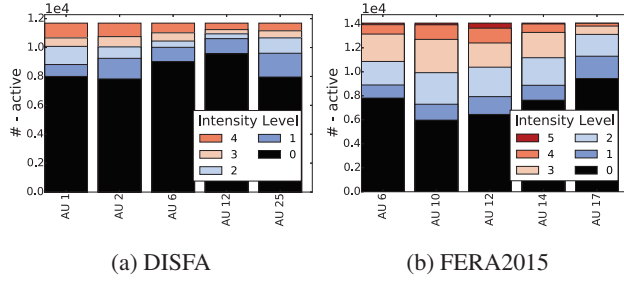 1e4
1.2
1.0
0.8
0.6
0.4
0.2
0.0
# - active
Intensity Level
4 1
3 0
2
AU 1 AU 2 AU 6 AU 12 AU 25
(a) DISFA
1e4
1.4
1.2
1.0
0.8
0.6
0.4
0.2
0.0
# - active
Intensity Level
5 2
4 1
3 0
AU 6 AU 10 AU 12 AU 14 AU 17
(b) FERA2015